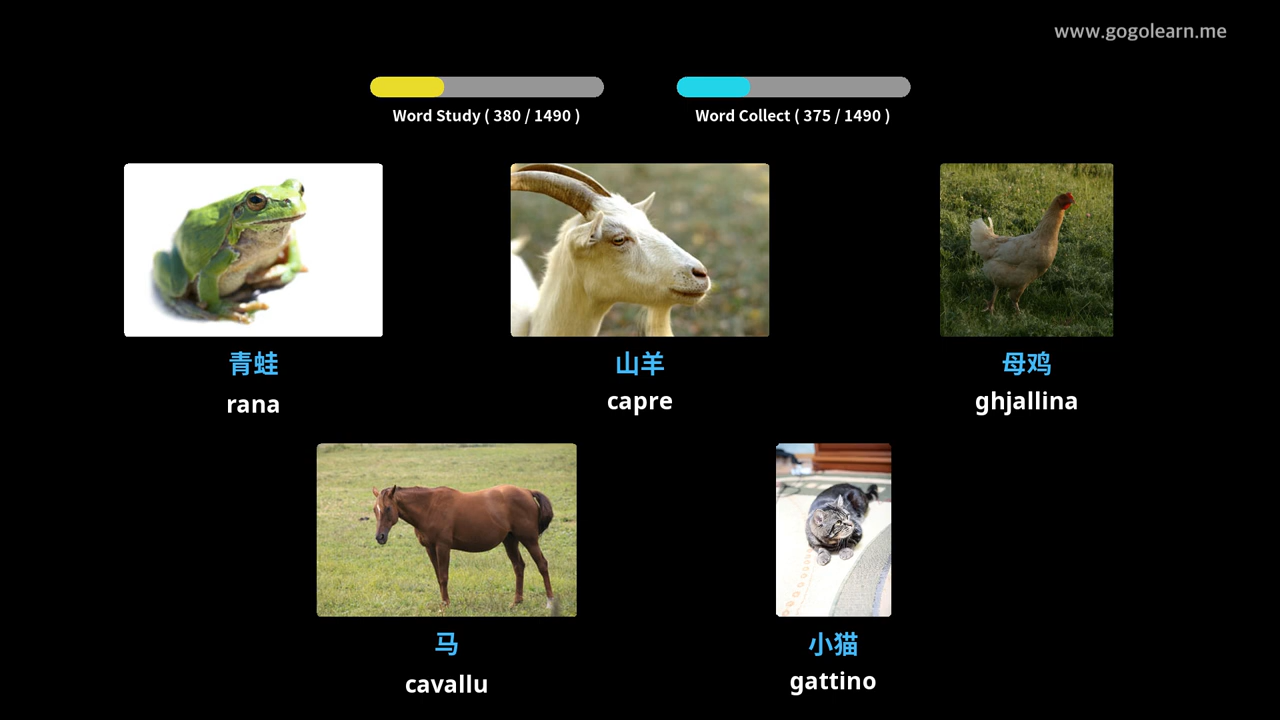 www.gogolearn.me
Word Study ( 380 / 1490 )
Word Collect ( 375 / 1490 )
青蛙
rana
山羊
capre
母鸡
ghjallina
马
cavallu
小猫
gattino